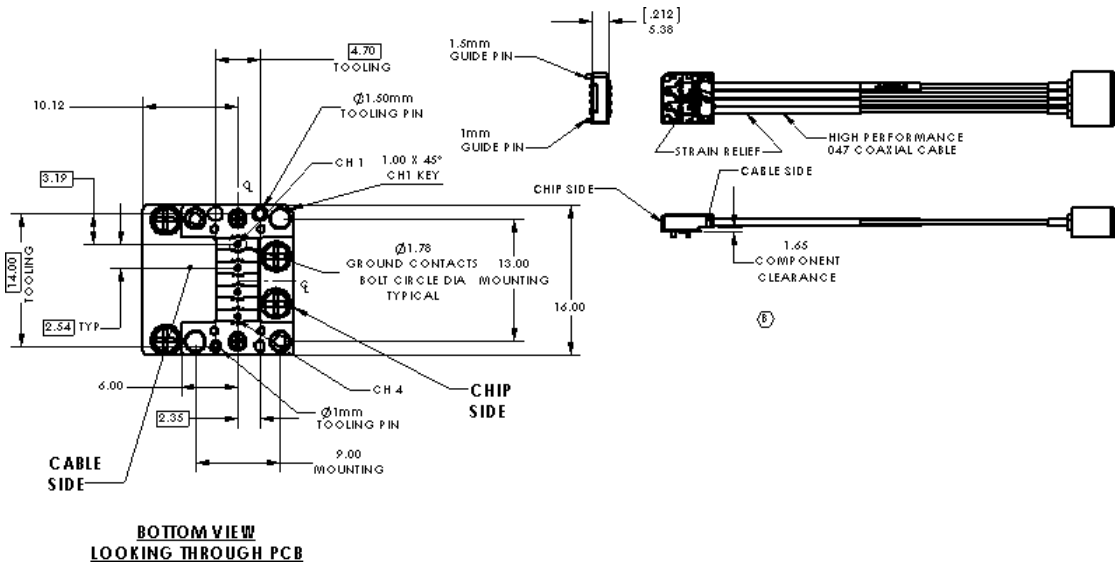 [.212]
5.38
1.5mm
GUIDE PIN
4.70
TOOLING
10.12
Ø1.50mm
TOOLING PIN
1mm
GUIDE PIN
STRAIN RELIEF
HIGH PERFORMANCE
047 COAXIAL CABLE
CH 1
1.00 X 45°
CH1 KEY
3.19
CHIP SIDE
CABLE SIDE
14.00
TOOLING
Ø1.78
GROUND CONTACTS
BOLT CIRCLE DIA
TYPICAL
13.00
MOUNTING
1.65
COMPONENT
CLEARANCE
16.00
2.54 TYP
B
6.00
CH 4
CHIP
SIDE
2.35
Ø1mm
TOOLING PIN
9.00
MOUNTING
CABLE
SIDE
BOTTOM VIEW
LOOKING THROUGH PCB